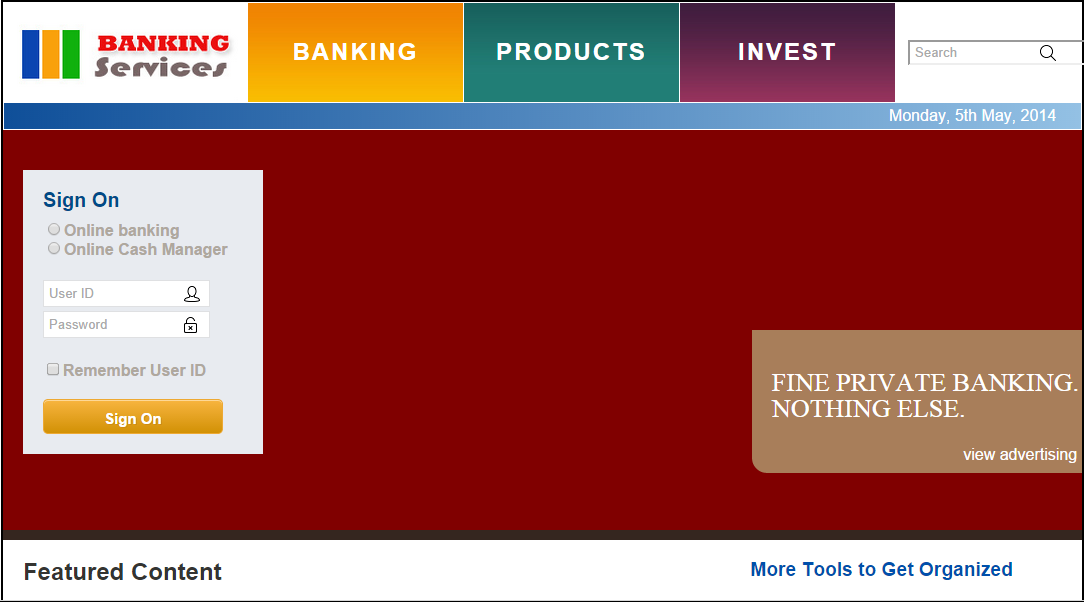 BANKING
Services
BANKING
PRODUCTS
INVEST
Search
Monday, 5th May, 2014
Sign On
Online banking
Online Cash Manager
User ID
Password
Remember User ID
Sign On
FINE PRIVATE BANKING.
NOTHING ELSE.
view advertising
Featured Content
More Tools to Get Organized